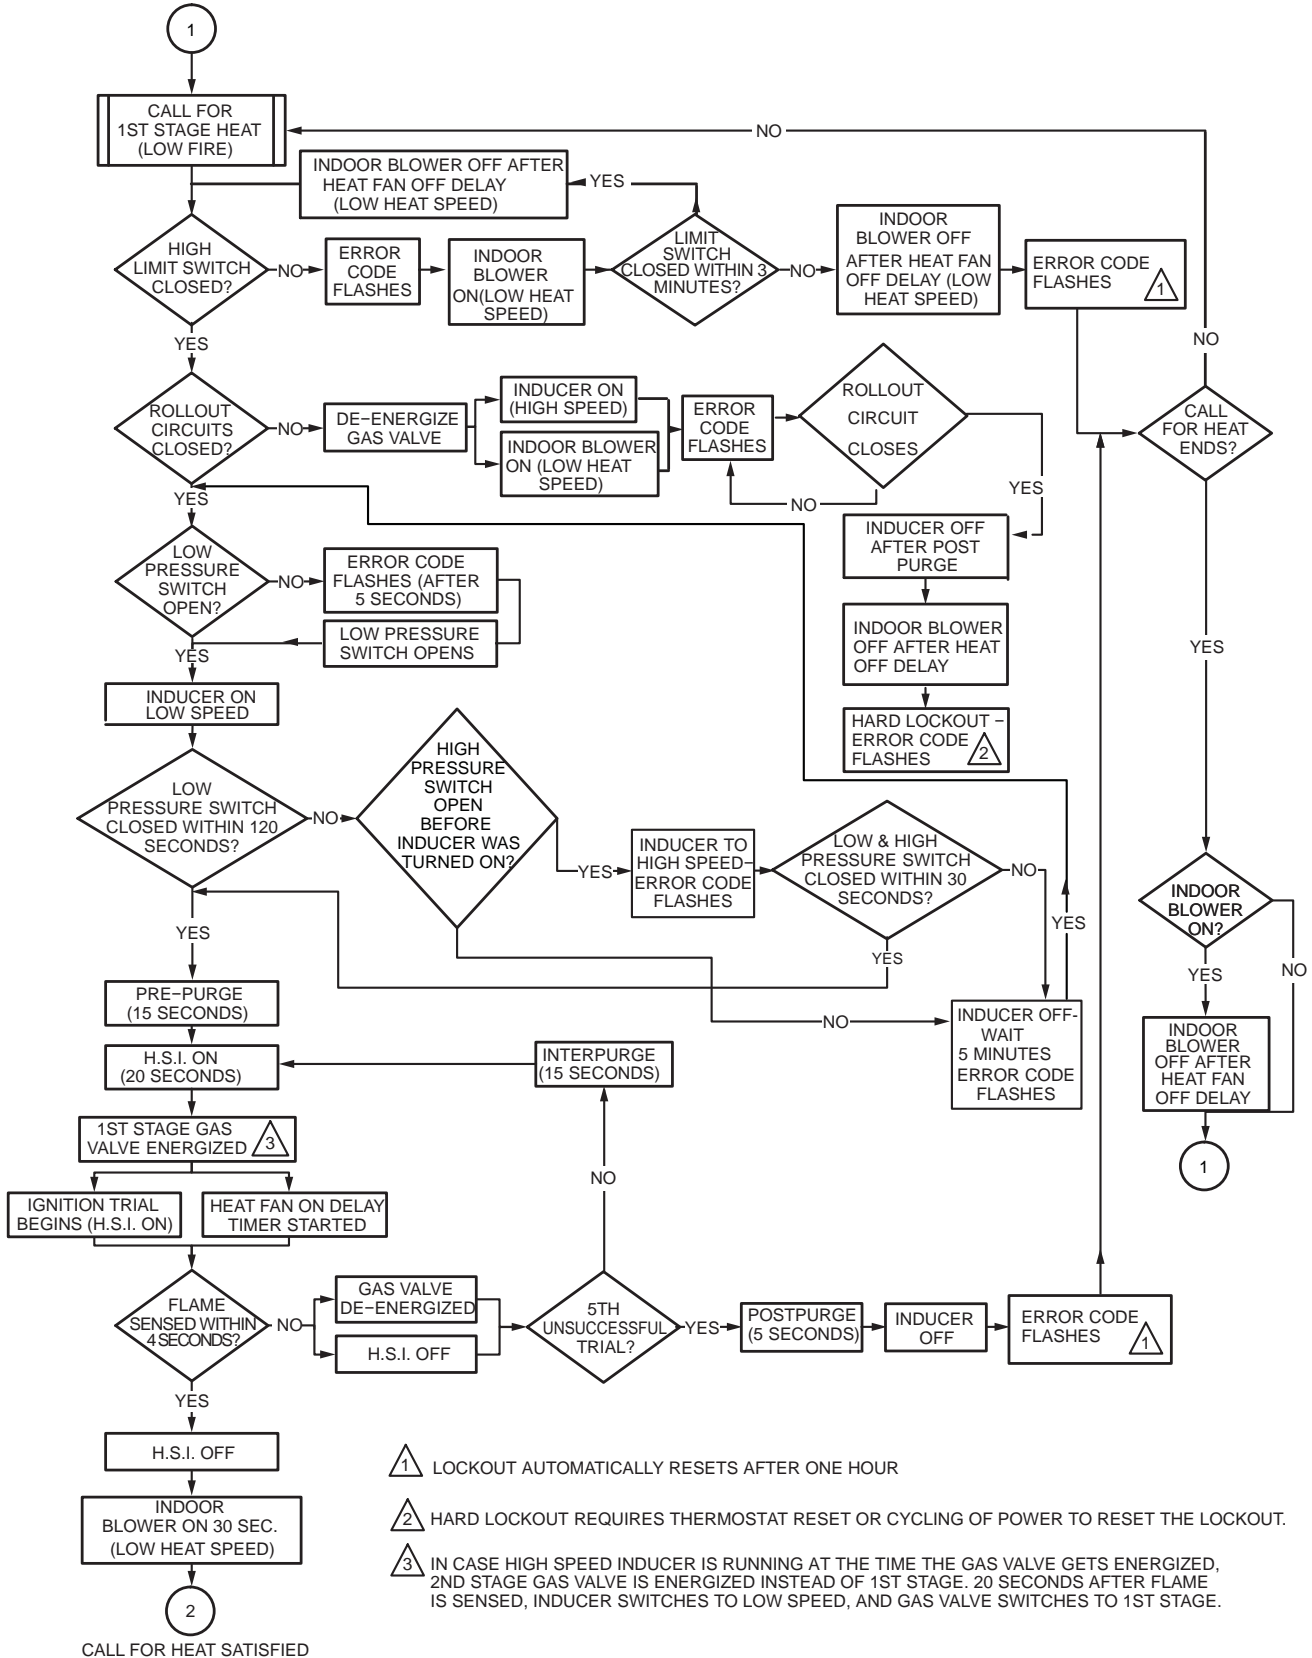 1
CALL FOR
1ST STAGE HEAT
(LOW FIRE)
NO
INDOOR BLOWER OFF AFTER
HEAT FAN OFF DELAY
(LOW HEAT SPEED)
YES
HIGH
LIMIT SWITCH
CLOSED?
NO
ERROR
CODE
FLASHES
INDOOR
BLOWER
ON(LOW HEAT
SPEED)
LIMIT
SWITCH
CLOSED WITHIN 3
MINUTES?
NO
INDOOR
BLOWER OFF
AFTER HEAT FAN
OFF DELAY (LOW
HEAT SPEED)
ERROR CODE
FLASHES
1
NO
YES
ROLLOUT
CIRCUITS
CLOSED?
NO
DE−ENERGIZE
GAS VALVE
INDUCER ON
(HIGH SPEED)
INDOOR BLOWER
ON (LOW HEAT
SPEED)
ERROR
CODE
FLASHES
ROLLOUT
CIRCUIT
CLOSES
NO
YES
CALL
FOR HEAT
ENDS?
YES
LOW
PRESSURE
SWITCH
OPEN?
NO
ERROR CODE
FLASHES (AFTER
5 SECONDS)
LOW PRESSURE
SWITCH OPENS
INDUCER OFF
AFTER POST
PURGE
INDOOR BLOWER
OFF AFTER HEAT
OFF DELAY
HARD LOCKOUT −
ERROR CODE
FLASHES
2
YES
YES
INDUCER ON
LOW SPEED
LOW
PRESSURE SWITCH
CLOSED WITHIN 120
SECONDS?
NO
HIGH
PRESSURE
SWITCH
OPEN
BEFORE
INDUCER WAS
TURNED ON?
YES
INDUCER TO
HIGH SPEED−
ERROR CODE
FLASHES
LOW & HIGH
PRESSURE SWITCH
CLOSED WITHIN 30
SECONDS?
NO
YES
INDOOR
BLOWER
ON?
YES
YES
YES
NO
PRE−PURGE
(15 SECONDS)
NO
INDUCER OFF-
WAIT
5 MINUTES
ERROR CODE
FLASHES
INDOOR
BLOWER
OFF AFTER
HEAT FAN
OFF DELAY
H.S.I. ON
(20 SECONDS)
INTERPURGE
(15 SECONDS)
1ST STAGE GAS
VALVE ENERGIZED
3
1
NO
IGNITION TRIAL
BEGINS (H.S.I. ON)
HEAT FAN ON DELAY
TIMER STARTED
FLAME
SENSED WITHIN
4 SECONDS?
NO
GAS VALVE
DE−ENERGIZED
H.S.I. OFF
5TH
UNSUCCESSFUL
TRIAL?
YES
POSTPURGE
(5 SECONDS)
INDUCER
OFF
ERROR CODE
FLASHES
1
YES
H.S.I. OFF
INDOOR
BLOWER ON 30 SEC.
(LOW HEAT SPEED)
2
CALL FOR HEAT SATISFIED
1 LOCKOUT AUTOMATICALLY RESETS AFTER ONE HOUR
2 HARD LOCKOUT REQUIRES THERMOSTAT RESET OR CYCLING OF POWER TO RESET THE LOCKOUT.
3 IN CASE HIGH SPEED INDUCER IS RUNNING AT THE TIME THE GAS VALVE GETS ENERGIZED,
2ND STAGE GAS VALVE IS ENERGIZED INSTEAD OF 1ST STAGE. 20 SECONDS AFTER FLAME
IS SENSED, INDUCER SWITCHES TO LOW SPEED, AND GAS VALVE SWITCHES TO 1ST STAGE.